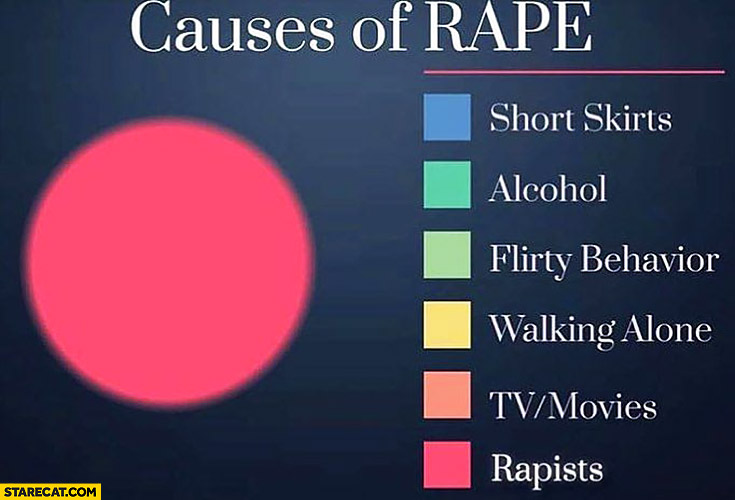 Causes of RAPE
Short Skirts
Alcohol
Flirty Behavior
Walking Alone
TV/Movies
Rapists
STARECAT.COM